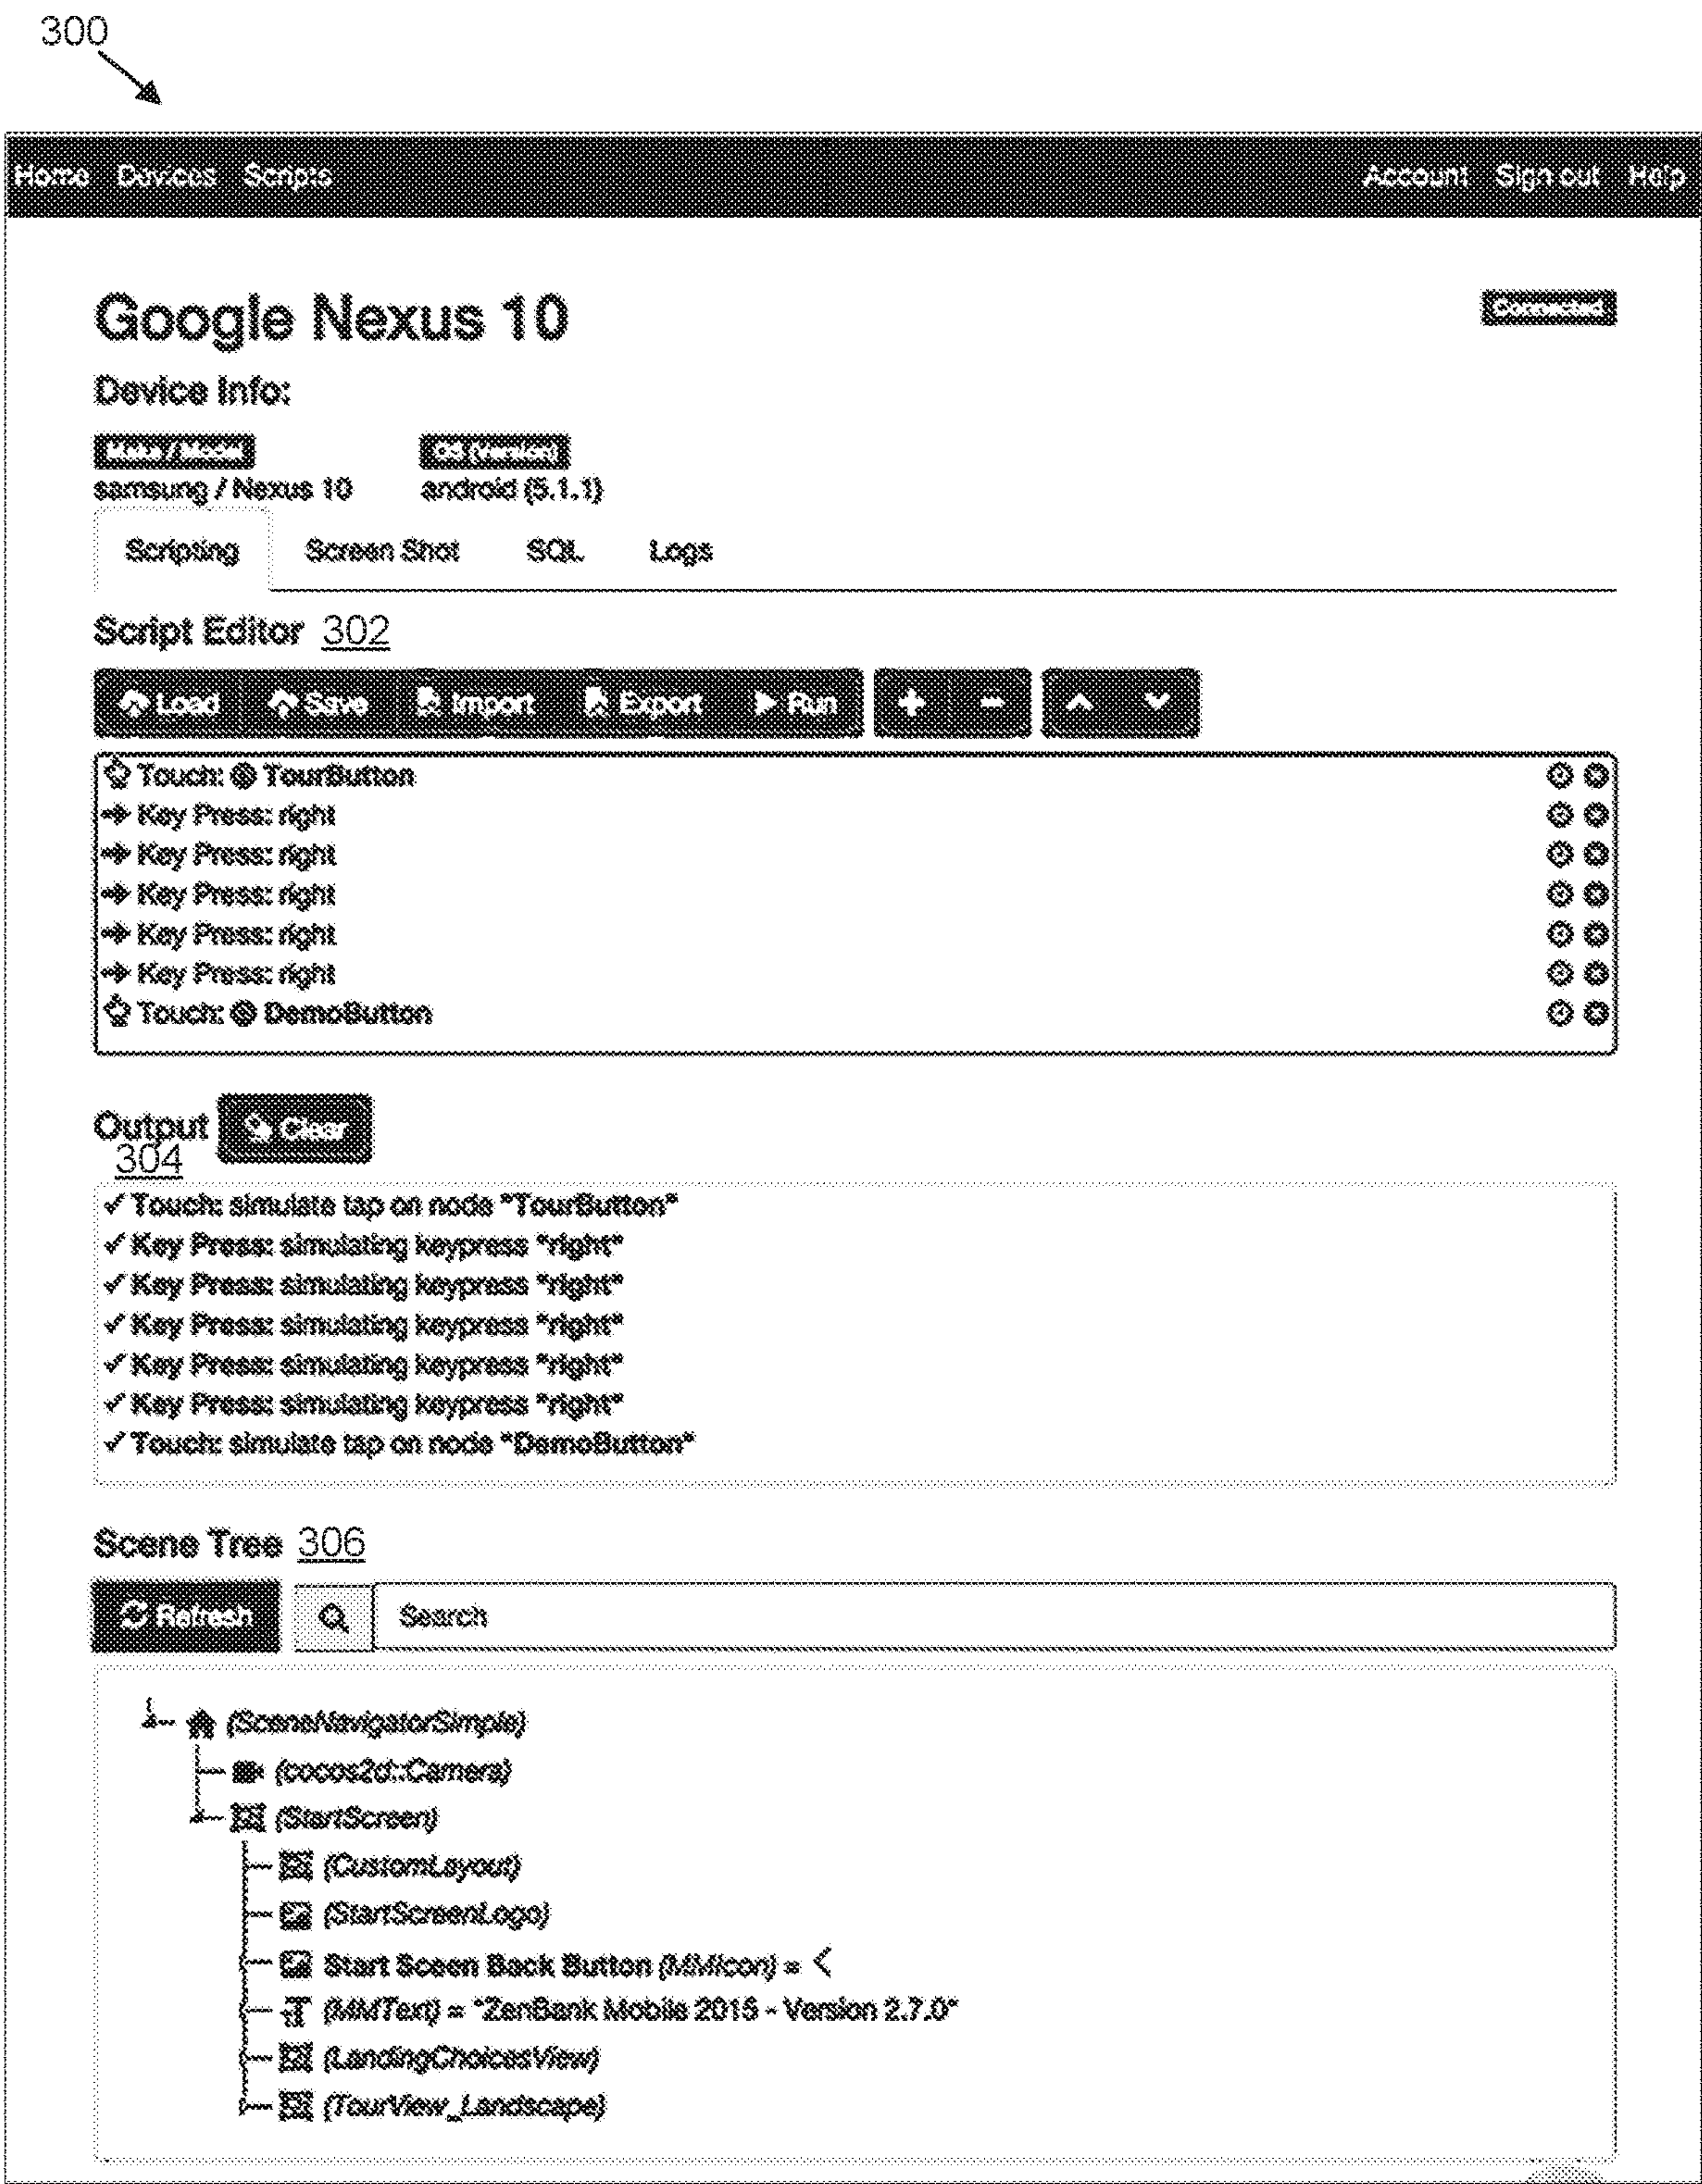 300
Home Devices Scripts Account Sign out Help
Google Nexus 10 Connected
Device Info:
Make / Model OS (Version)
samsung / Nexus 10 android (5.1.1)
Scripting Screen Shot SQL Logs
Script Editor 302
Load Save Import Export Run + -
Touch: TourButton
Key Press: right
Key Press: right
Key Press: right
Key Press: right
Key Press: right
Touch: DemoButton
Output Clear
304
✓ Touch: simulate tap on node "TourButton"
✓ Key Press: simulating keypress "right"
✓ Key Press: simulating keypress "right"
✓ Key Press: simulating keypress "right"
✓ Key Press: simulating keypress "right"
✓ Key Press: simulating keypress "right"
✓ Touch: simulate tap on node "DemoButton"
Scene Tree 306
Refresh Search
(SceneNavigatorSimple)
(cocos2d::Camera)
(StartScreen)
(CustomLayout)
(StartScreenLogo)
Start Sceen Back Button (MMIcon) = <
(MMText) = "ZenBank Mobile 2015 - Version 2.7.0"
(LandingChoicesView)
(TourView_Landscape)